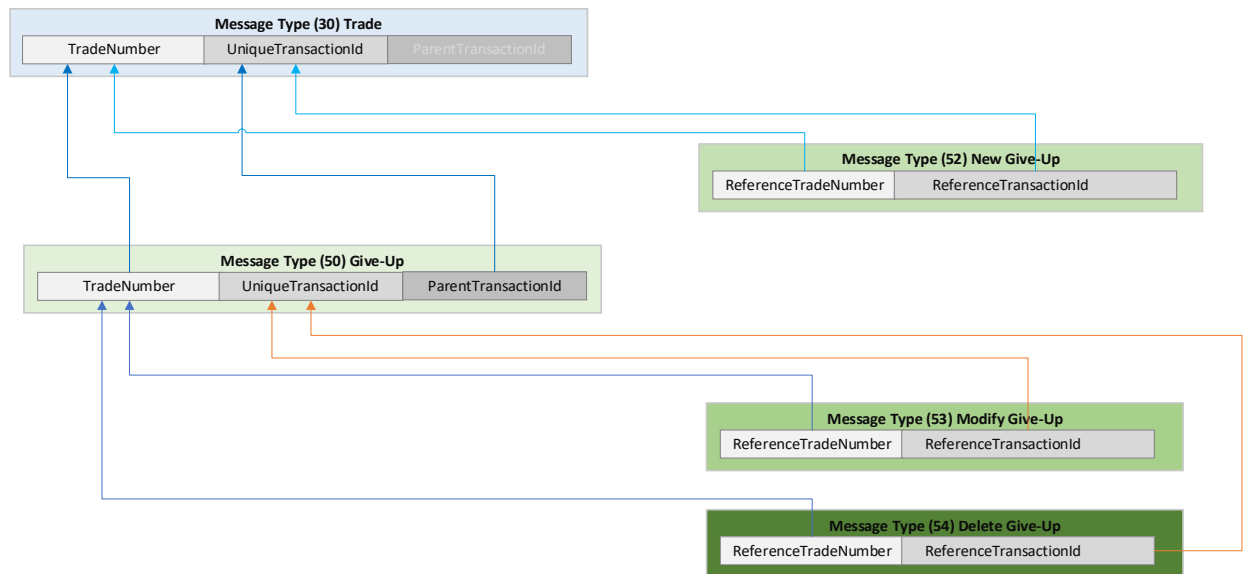 Message Type (30) Trade
TradeNumber UniqueTransactionId ParentTransactionId
Message Type (52) New Give-Up
ReferenceTradeNumber ReferenceTransactionId
Message Type (50) Give-Up
TradeNumber UniqueTransactionId ParentTransactionId
Message Type (53) Modify Give-Up
ReferenceTradeNumber ReferenceTransactionId
Message Type (54) Delete Give-Up
ReferenceTradeNumber ReferenceTransactionId